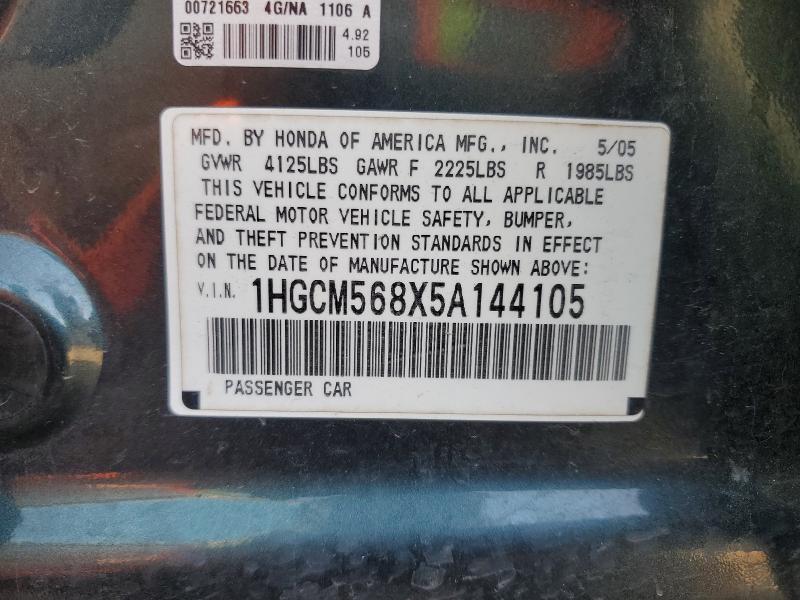 00721663 4G/NA 1106 A
4.92
105
MFD. BY HONDA OF AMERICA MFG., INC. 5/05
GVWR 4125LBS GAWR F 2225LBS R 1985LBS
THIS VEHICLE CONFORMS TO ALL APPLICABLE
FEDERAL MOTOR VEHICLE SAFETY, BUMPER,
AND THEFT PREVENTION STANDARDS IN EFFECT
ON THE DATE OF MANUFACTURE SHOWN ABOVE:
V.I.N. 1HGCM568X5A144105
PASSENGER CAR